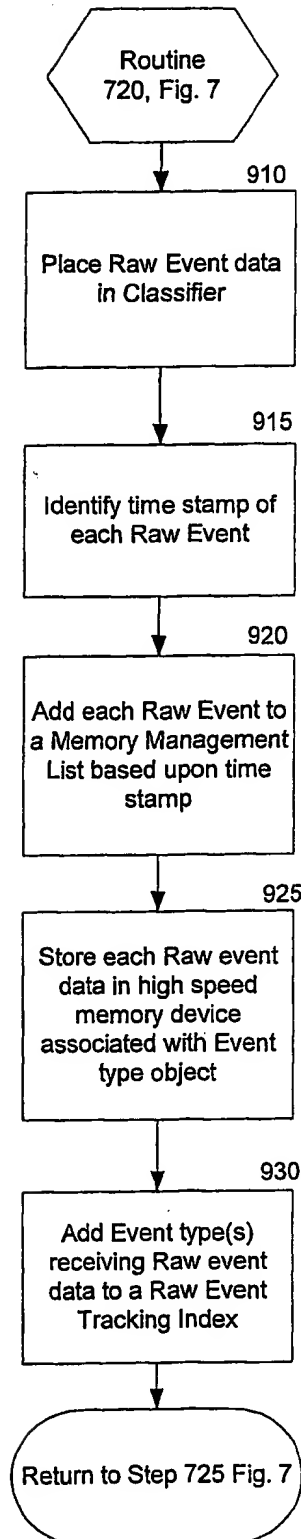 Routine
720, Fig. 7
910
Place Raw Event data
in Classifier
915
Identify time stamp of
each Raw Event
920
Add each Raw Event to
a Memory Management
List based upon time
stamp
925
Store each Raw event
data in high speed
memory device
associated with Event
type object
930
Add Event type(s)
receiving Raw event
data to a Raw Event
Tracking Index
Return to Step 725 Fig. 7